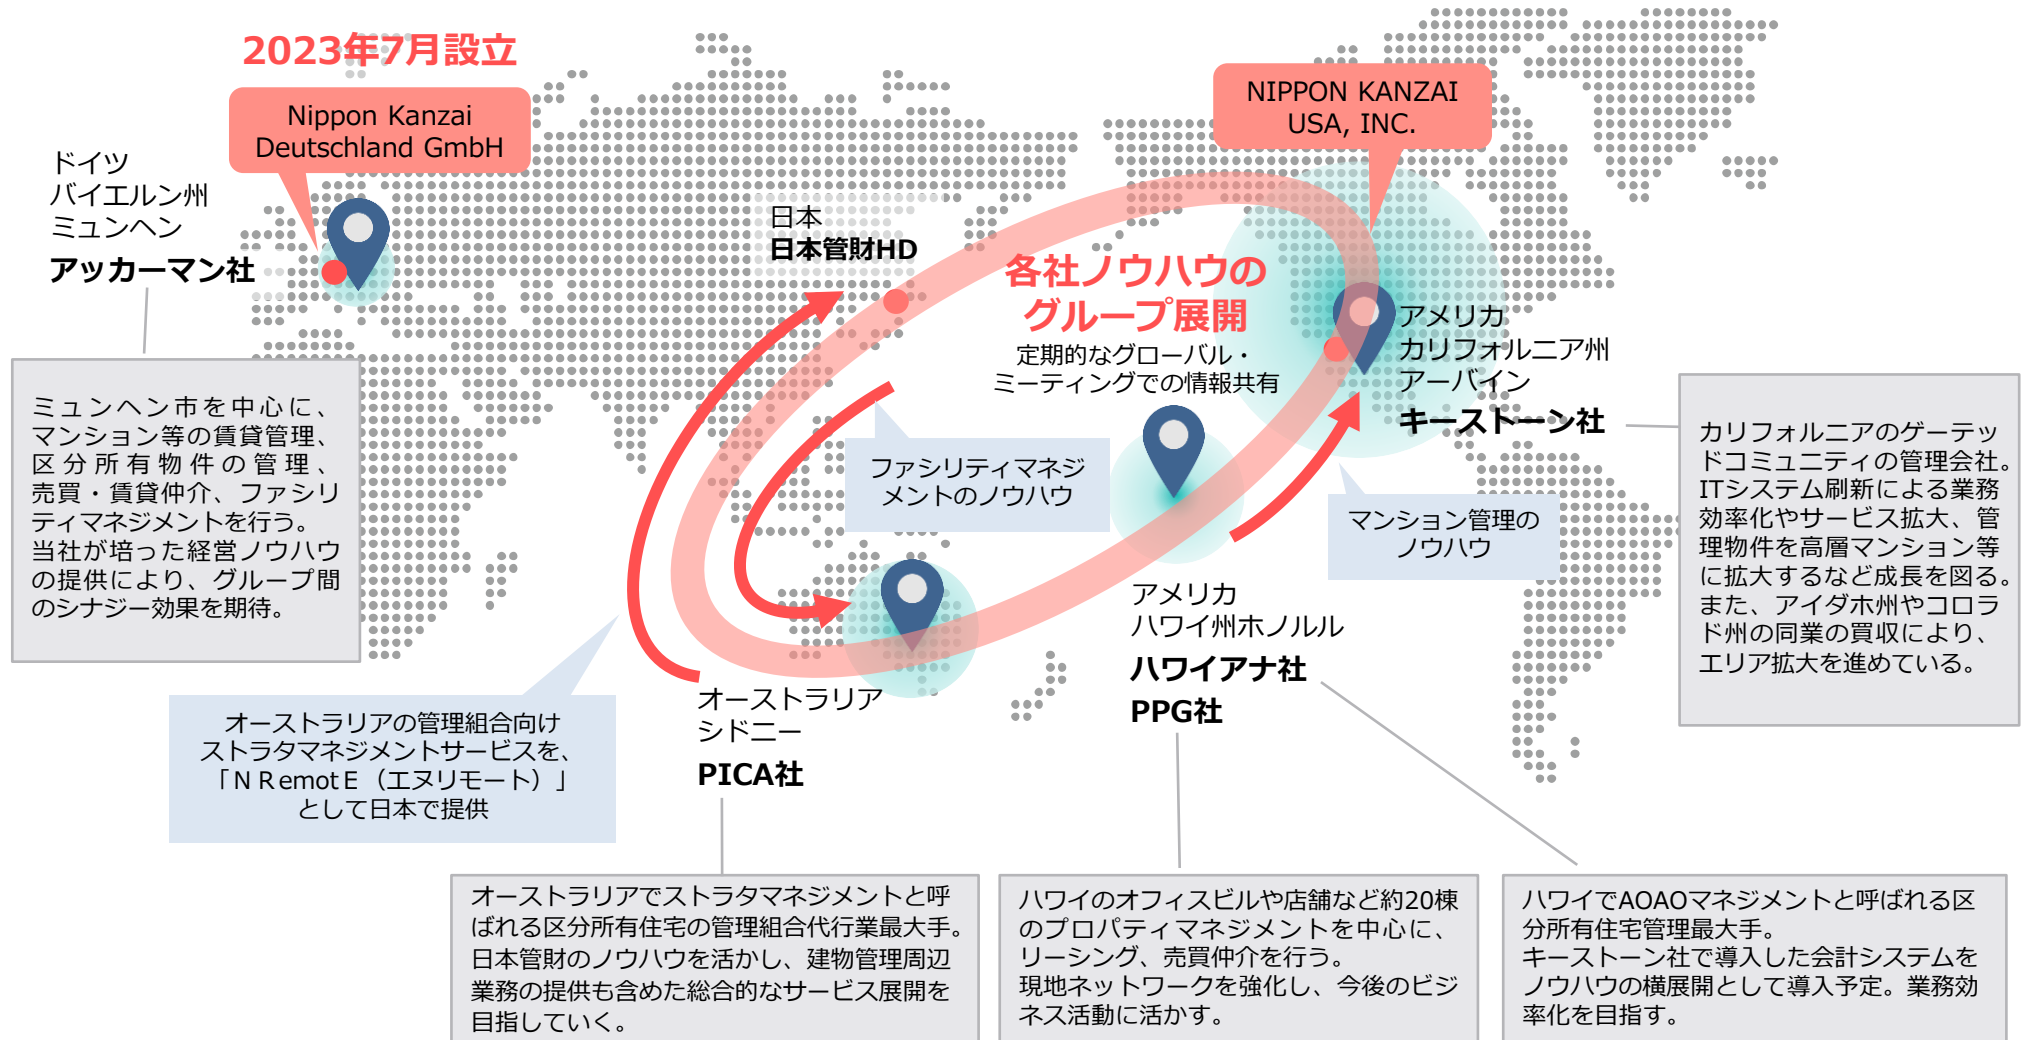 2023年7月設立
Nippon Kanzai
Deutschland GmbH
ドイツ
バイエルン州
ミュンヘン
アッカーマン社
ミュンヘン市を中心に、
マンション等の賃貸管理、
区分所有物件の管理、
売買・賃貸仲介、ファシリ
ティマネジメントを行う。
当社が培った経営ノウハウ
の提供により、グループ間
のシナジー効果を期待。
日本
日本管財HD
各社ノウハウの
グループ展開
定期的なグローバル・
ミーティングでの情報共有
NIPPON KANZAI
USA, INC.
アメリカ
カリフォルニア州
アーバイン
キーストーン社
カリフォルニアのゲーテッ
ドコミュニティの管理会社。
ITシステム刷新による業務
効率化やサービス拡大、管
理物件を高層マンション等
に拡大するなど成長を図る。
また、アイダホ州やコロラ
ド州の同業の買収により、
エリア拡大を進めている。
ファシリティマネジ
メントのノウハウ
マンション管理の
ノウハウ
アメリカ
ハワイ州ホノルル
ハワイアナ社
PPG社
オーストラリアの管理組合向け
ストラタマネジメントサービスを、
「N RemotE（エヌリモート）」
として日本で提供
オーストラリア
シドニー
PICA社
オーストラリアでストラタマネジメントと呼
ばれる区分所有住宅の管理組合代行業最大手。
日本管財のノウハウを活かし、建物管理周辺
業務の提供も含めた総合的なサービス展開を
目指していく。
ハワイのオフィスビルや店舗など約20棟
のプロパティマネジメントを中心に、
リーシング、売買仲介を行う。
現地ネットワークを強化し、今後のビジ
ネス活動に活かす。
ハワイでAOAOマネジメントと呼ばれる区
分所有住宅管理最大手。
キーストーン社で導入した会計システムを
ノウハウの横展開として導入予定。業務効
率化を目指す。